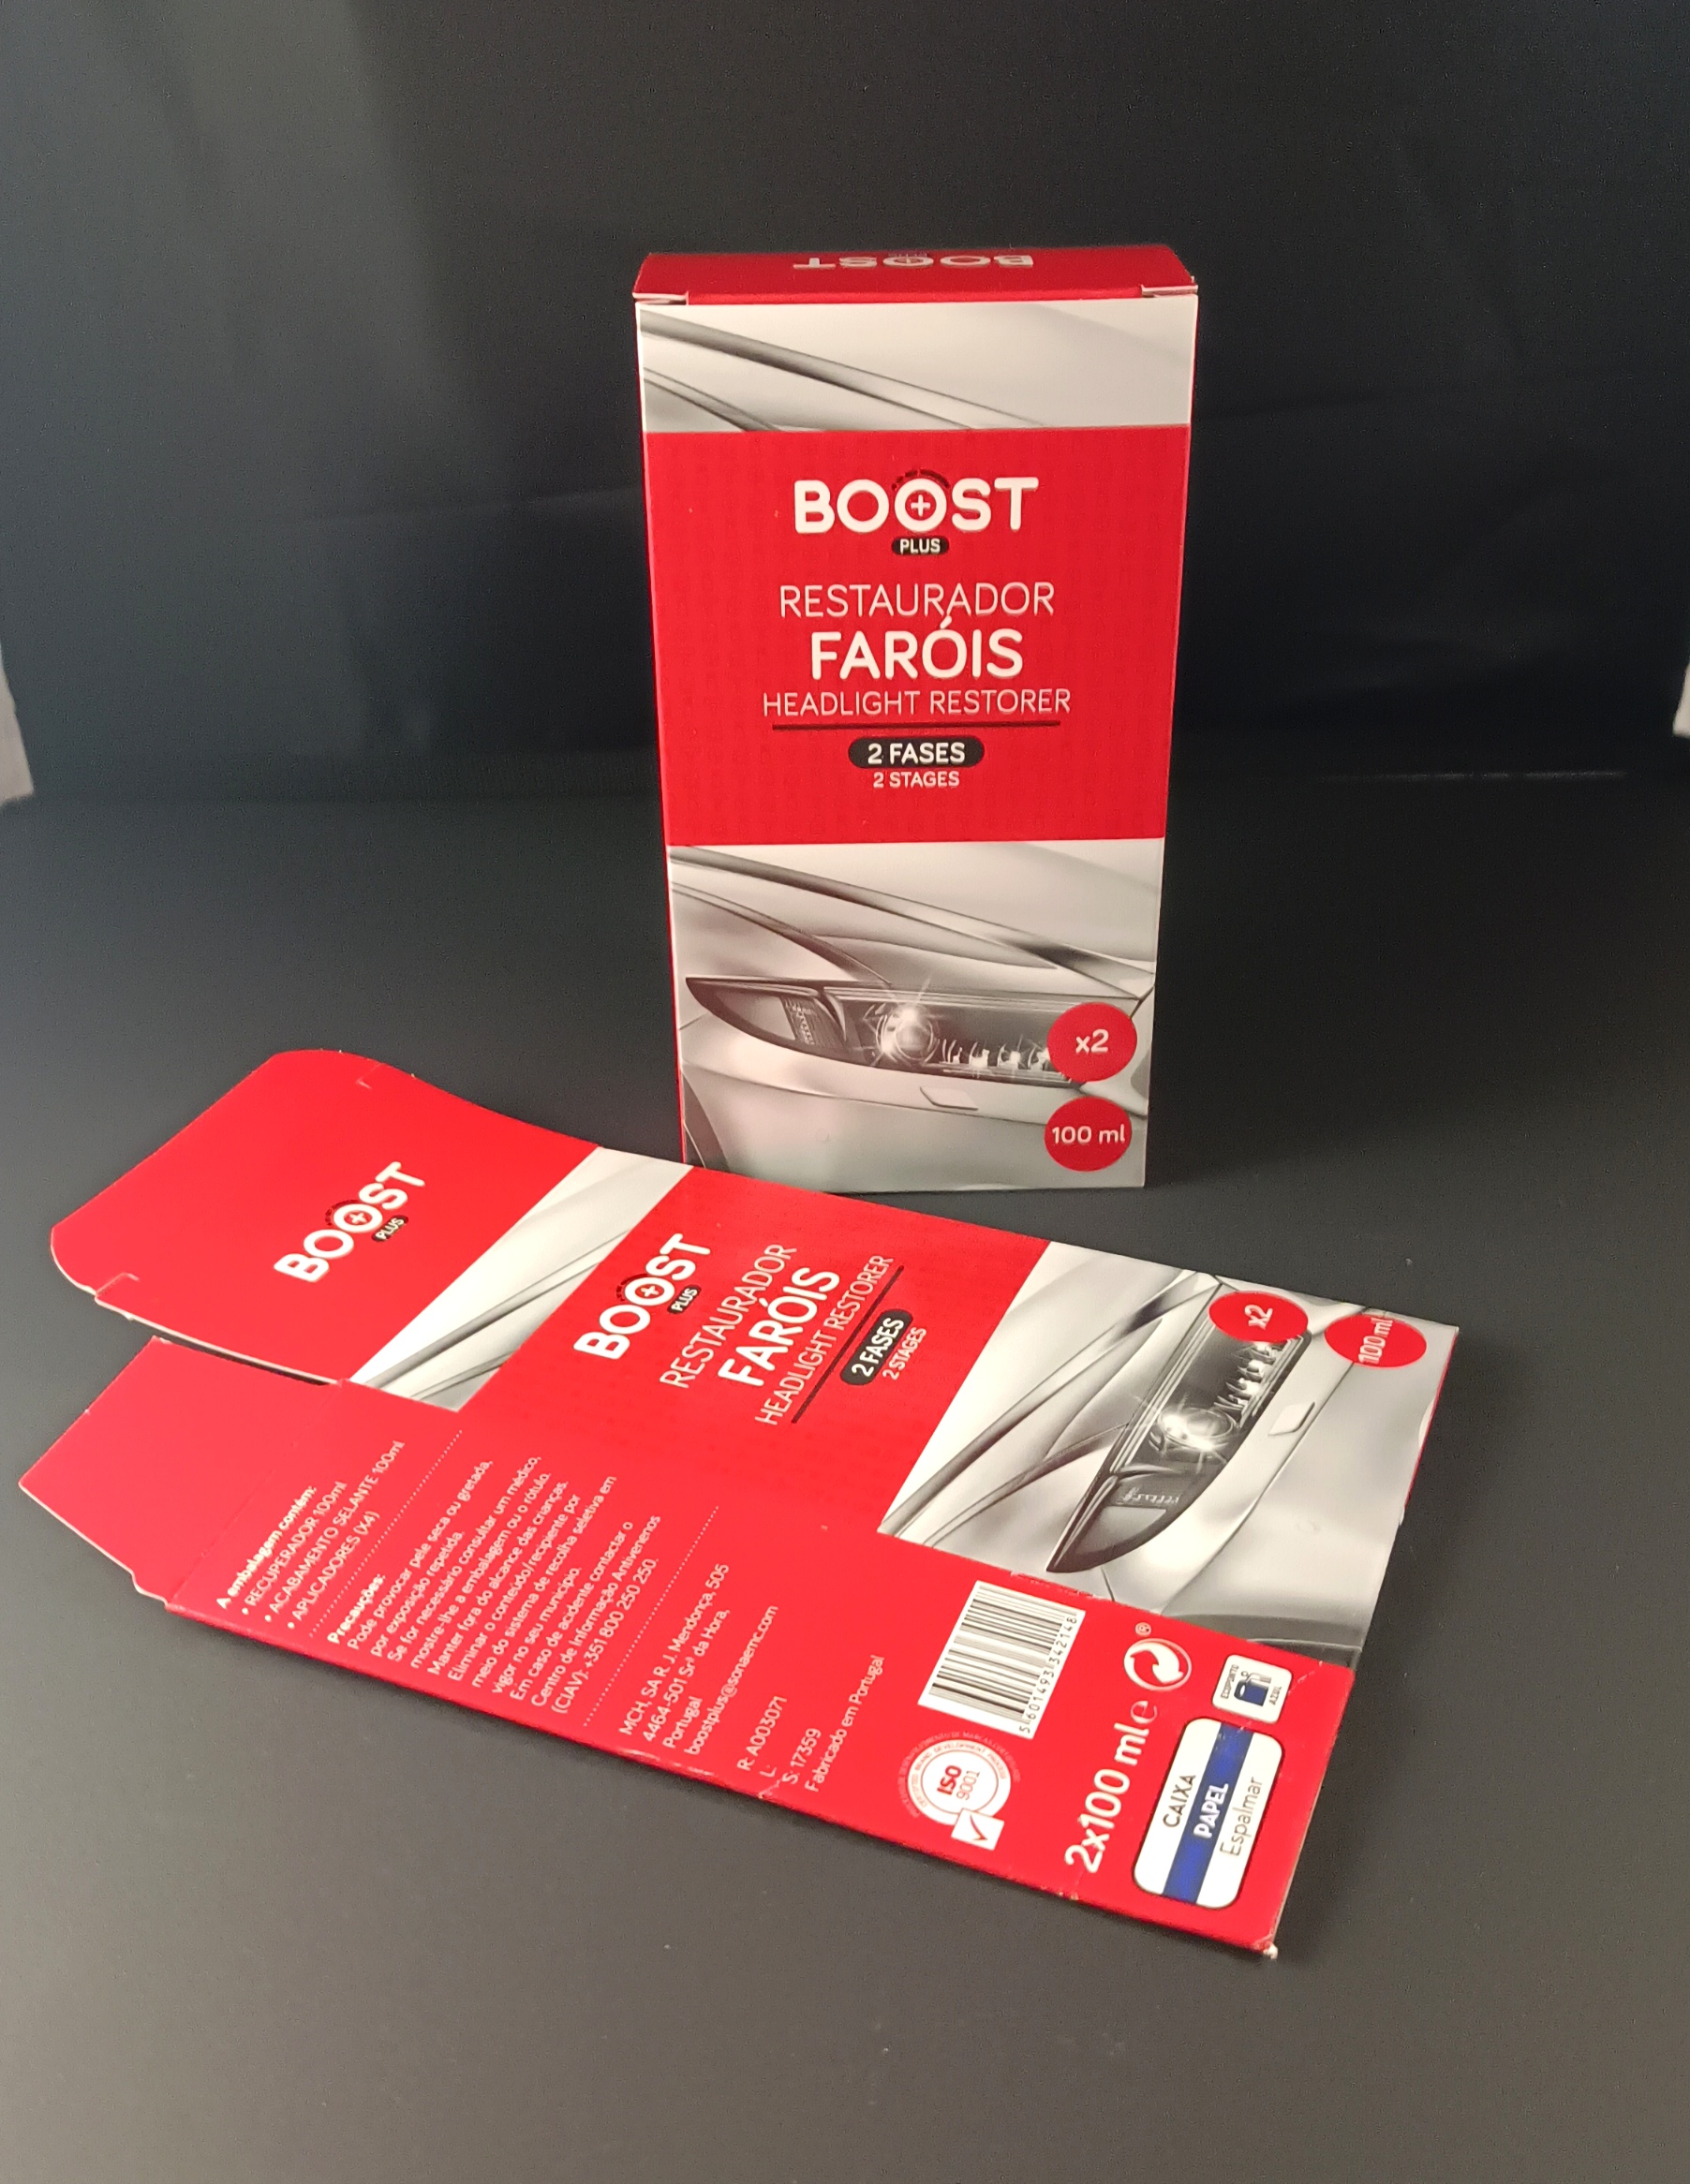 BOOST
BOOST
PLUS
RESTAURADOR
FARÓIS
HEADLIGHT RESTORER
2 FASES
2 STAGES
x2
100 ml
BOOST
PLUS
BOOST
PLUS
RESTAURADOR
FARÓIS
HEADLIGHT RESTORER
2 FASES
2 STAGES
x2
100 ml
A embalagem contém:
• RECUPERADOR 100ml
• ACABAMENTO SELANTE 100ml
• APLICADORES (X4)
Precauções:
Pode provocar pele seca ou gretada,
por exposição repetida.
Se for necessário consultar um médico,
mostre-lhe a embalagem ou o rótulo.
Manter fora do alcance das crianças.
Eliminar o conteúdo/recipiente por
meio do sistema de recolha seletiva em
vigor no seu município.
Em caso de acidente contactar o
Centro de Informação Antivenenos
(CIAV): +351 800 250 250.
MCH, SA R. J. Mendonça, 505
4464-501 Srª da Hora,
Portugal
boostplus@sonaemc.com
R: A003071
L:
S: 17359
Fabricado em Portugal
5 601493 342148
ISO
9001
2x100 ml e
®
ECOPONTO
AZUL
CAIXA
PAPEL
Espalmar